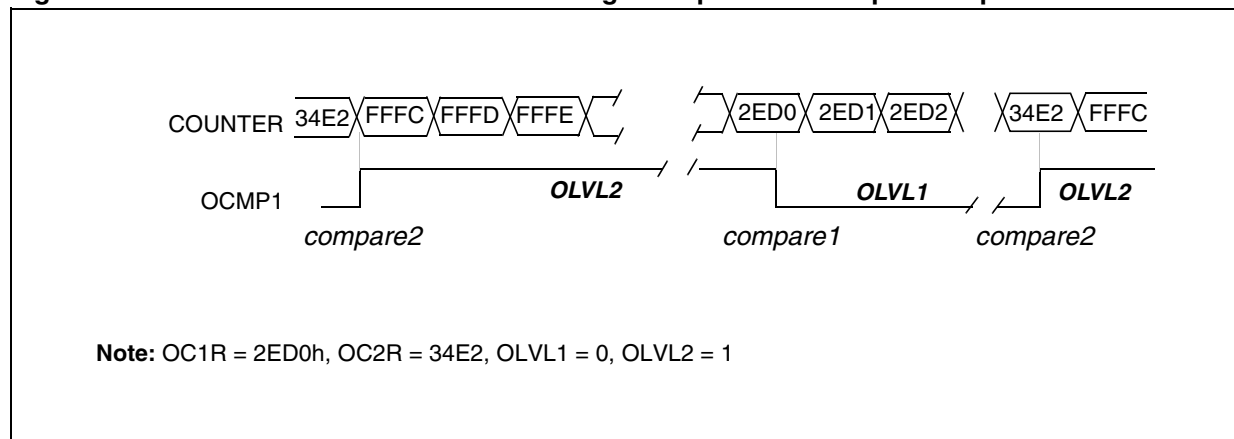 COUNTER 34E2 FFFC FFFD FFFE 2ED0 2ED1 2ED2 34E2 FFFC
OCMP1 OLVL2 OLVL1 OLVL2
compare2 compare1 compare2
Note: OC1R = 2ED0h, OC2R = 34E2, OLVL1 = 0, OLVL2 = 1